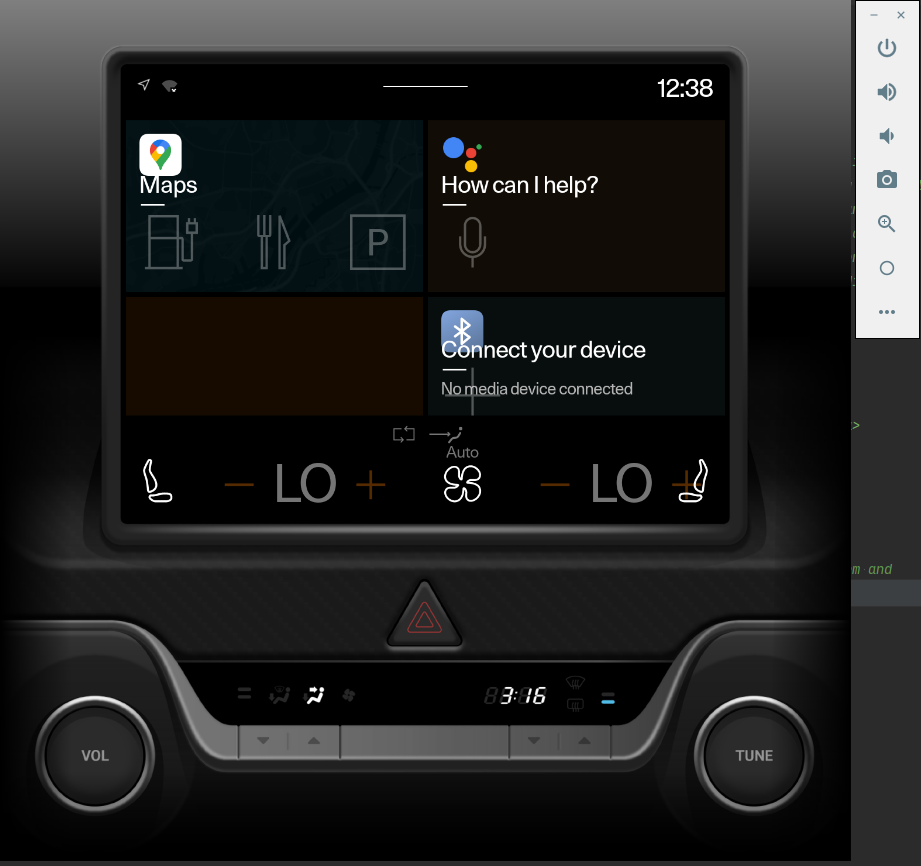 12:38
Maps
How can I help?
P
Connect your device
No media device connected
Auto
LO
LO
3:16
VOL
TUNE
>
m and